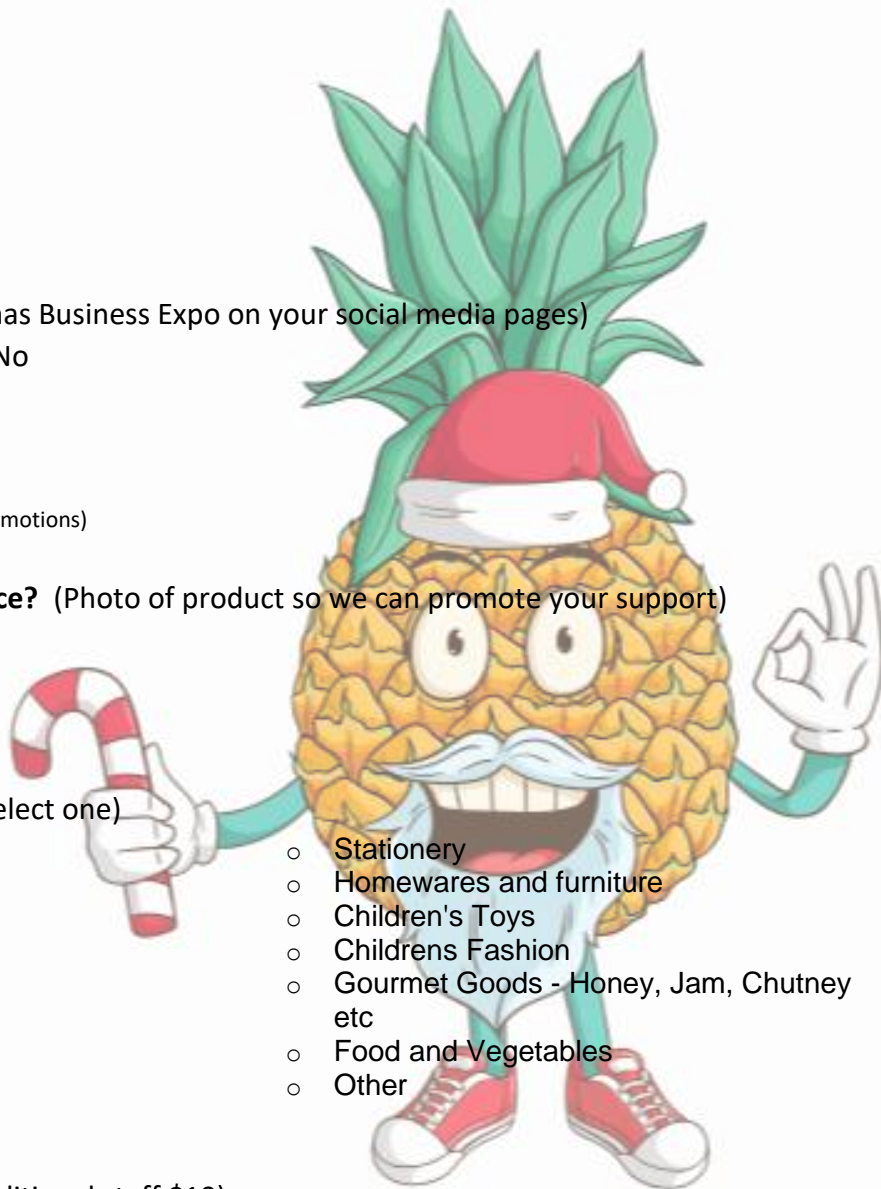 nas Business Expo on your social media pages)
No
motions)
ce? (Photo of product so we can promote your support)
elect one)
o Stationery
o Homewares and furniture
o Children's Toys
o Childrens Fashion
o Gourmet Goods - Honey, Jam, Chutney
etc
o Food and Vegetables
o Other